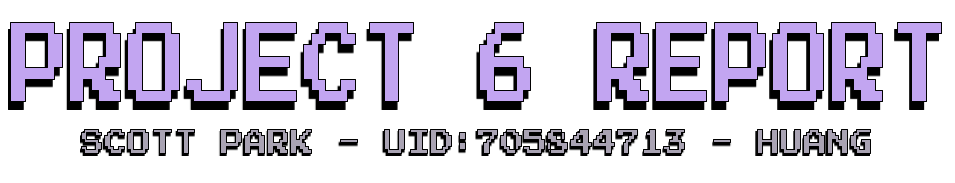 PROJECT 6 REPORT
SCOTT PARK - UID:705844713 - HUANG